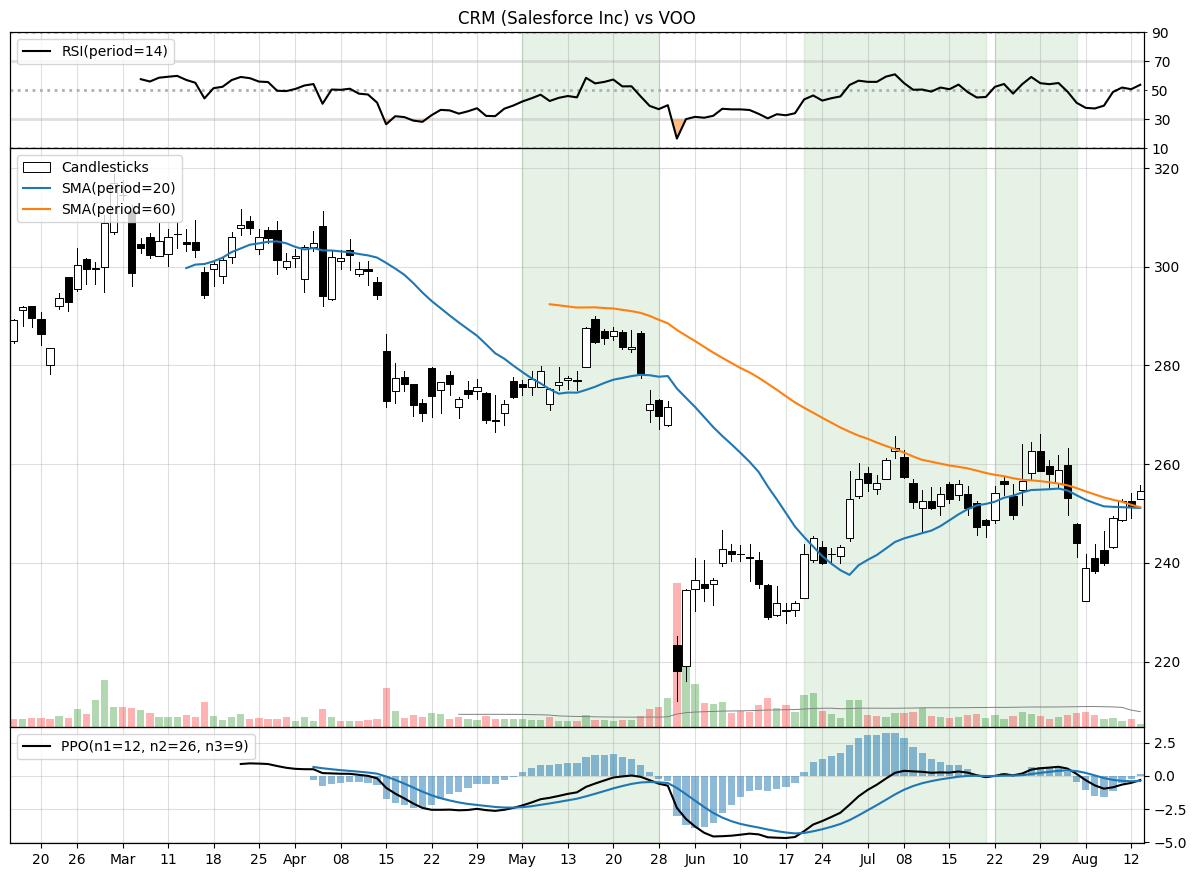 CRM (Salesforce Inc) vs VOO
RSI(period=14)
90
70
50
30
10
Candlesticks
SMA(period=20)
SMA(period=60)
320
300
280
260
240
220
PPO(n1=12, n2=26, n3=9)
2.5
0.0
−2.5
−5.0
20 26 Mar 11 18 25 Apr 08 15 22 29 May 13 20 28 Jun 10 17 24 Jul 08 15 22 29 Aug 12